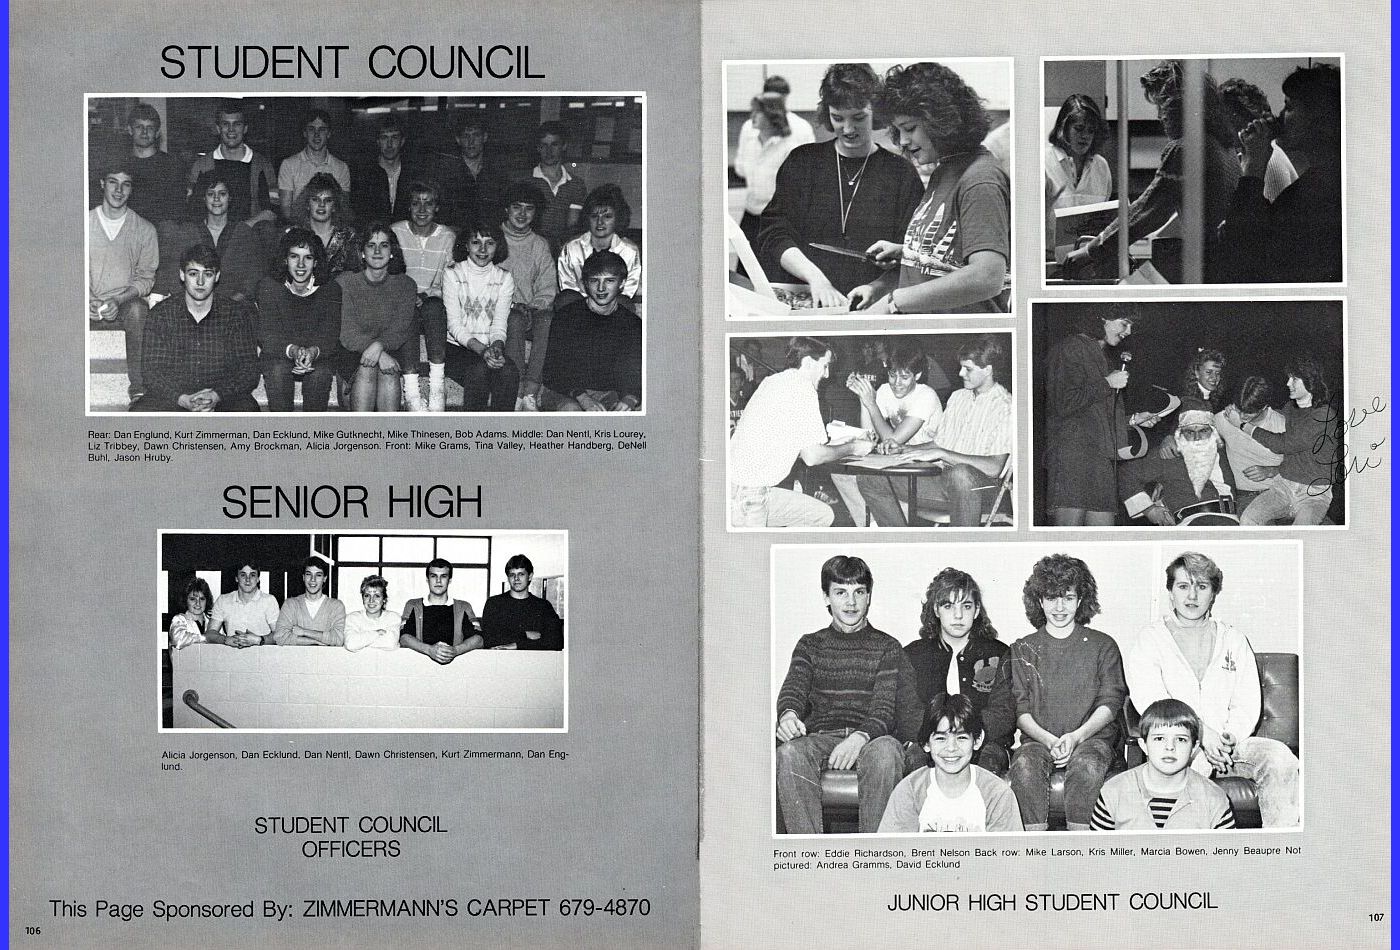 STUDENT COUNCIL
Rear: Dan Englund, Kurt Zimmerman, Dan Ecklund, Mike Gutknecht, Mike Thinesen, Bob Adams. Middle: Dan Nentl, Kris Lourey,
Liz Tribbey, Dawn Christensen, Amy Brockman, Alicia Jorgenson. Front: Mike Grams, Tina Valley, Heather Handberg, DeNell
Buhl, Jason Hruby.
SENIOR HIGH
Alicia Jorgenson, Dan Ecklund, Dan Nentl, Dawn Christensen, Kurt Zimmermann, Dan Eng-
lund.
STUDENT COUNCIL
OFFICERS
This Page Sponsored By: ZIMMERMANN'S CARPET 679-4870
106
Love
Front row: Eddie Richardson, Brent Nelson Back row: Mike Larson, Kris Miller, Marcia Bowen, Jenny Beaupre Not
pictured: Andrea Gramms, David Ecklund
JUNIOR HIGH STUDENT COUNCIL
107